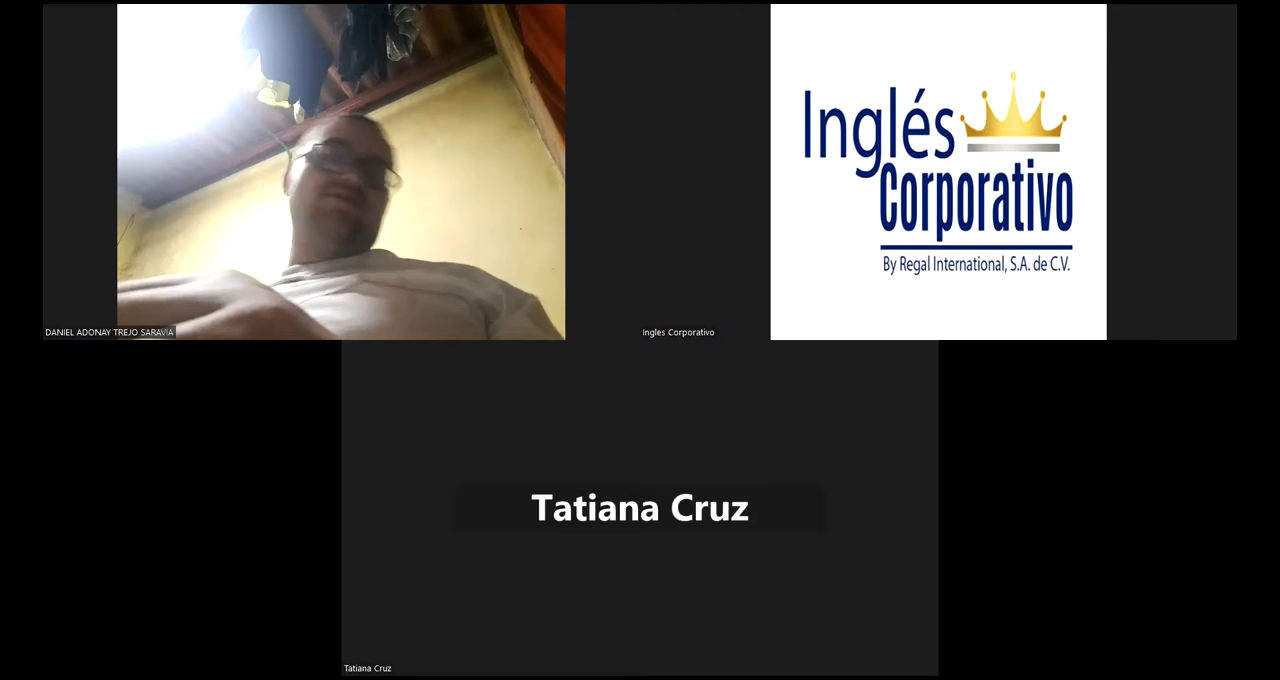 Inglés
Corporativo
By Regal International, S.A. de C.V.
DANIEL ADONAY TREJO SARAVIA
Ingles Corporativo
Tatiana Cruz
Tatiana Cruz